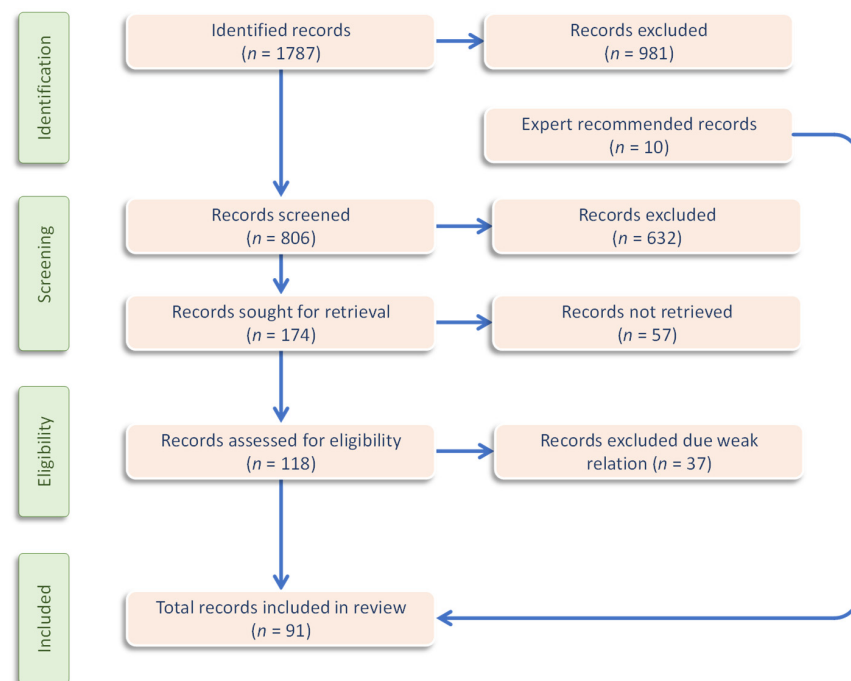 Identification
Identified records
(n = 1787)
Records excluded
(n = 981)
Expert recommended records
(n = 10)
Screening
Records screened
(n = 806)
Records excluded
(n = 632)
Records sought for retrieval
(n = 174)
Records not retrieved
(n = 57)
Eligibility
Records assessed for eligibility
(n = 118)
Records excluded due weak
relation (n = 37)
Included
Total records included in review
(n = 91)